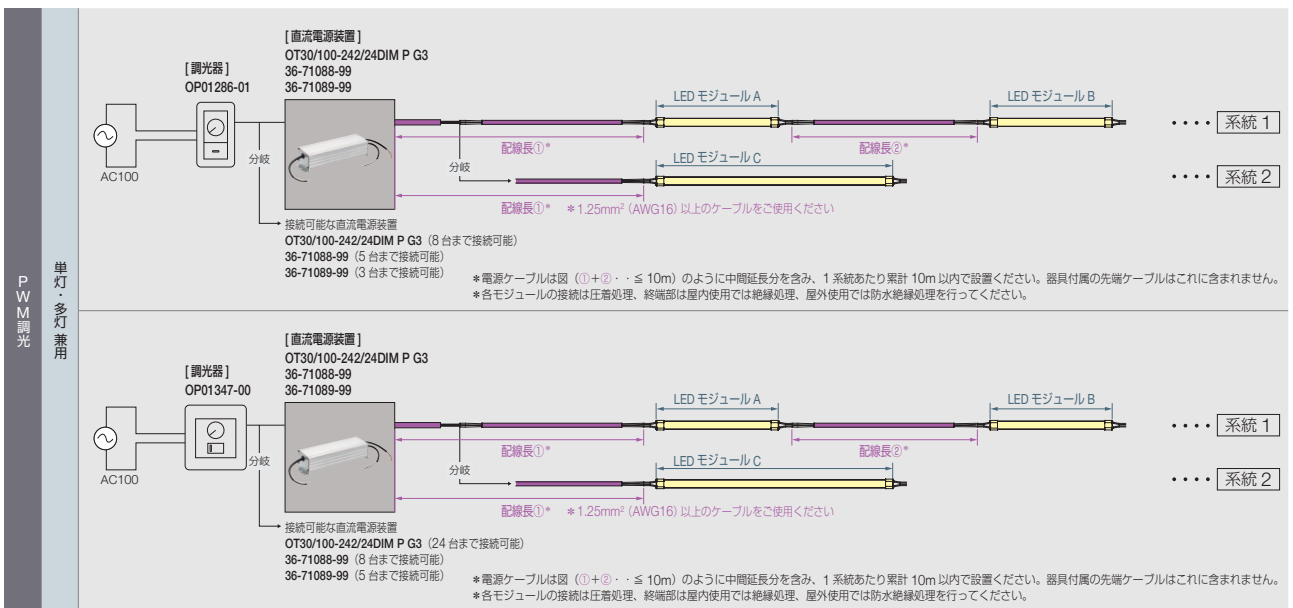 PWM調光
単灯・多灯 兼用
[調光器]
OP01286-01
[直流電源装置]
OT30/100-242/24DIM P G3
36-71088-99
36-71089-99
AC100
分岐
分岐
LED モジュール A
LED モジュール B
配線長①*
配線長②*
‥‥ 系統 1
LED モジュール C
‥‥ 系統 2
配線長①* *1.25mm²（AWG16）以上のケーブルをご使用ください
接続可能な直流電源装置
OT30/100-242/24DIM P G3（8 台まで接続可能）
36-71088-99（5 台まで接続可能）
36-71089-99（3 台まで接続可能）
*電源ケーブルは図（①+②・・≦ 10m）のように中間延長分を含み、1 系統あたり累計 10m 以内で設置ください。器具付属の先端ケーブルはこれに含まれません。
*各モジュールの接続は圧着処理、終端部は屋内使用では絶縁処理、屋外使用では防水絶縁処理を行ってください。
[調光器]
OP01347-00
[直流電源装置]
OT30/100-242/24DIM P G3
36-71088-99
36-71089-99
AC100
分岐
分岐
LED モジュール A
LED モジュール B
配線長①*
配線長②*
‥‥ 系統 1
LED モジュール C
‥‥ 系統 2
配線長①* *1.25mm²（AWG16）以上のケーブルをご使用ください
接続可能な直流電源装置
OT30/100-242/24DIM P G3（24 台まで接続可能）
36-71088-99（8 台まで接続可能）
36-71089-99（5 台まで接続可能）
*電源ケーブルは図（①+②・・≦ 10m）のように中間延長分を含み、1 系統あたり累計 10m 以内で設置ください。器具付属の先端ケーブルはこれに含まれません。
*各モジュールの接続は圧着処理、終端部は屋内使用では絶縁処理、屋外使用では防水絶縁処理を行ってください。